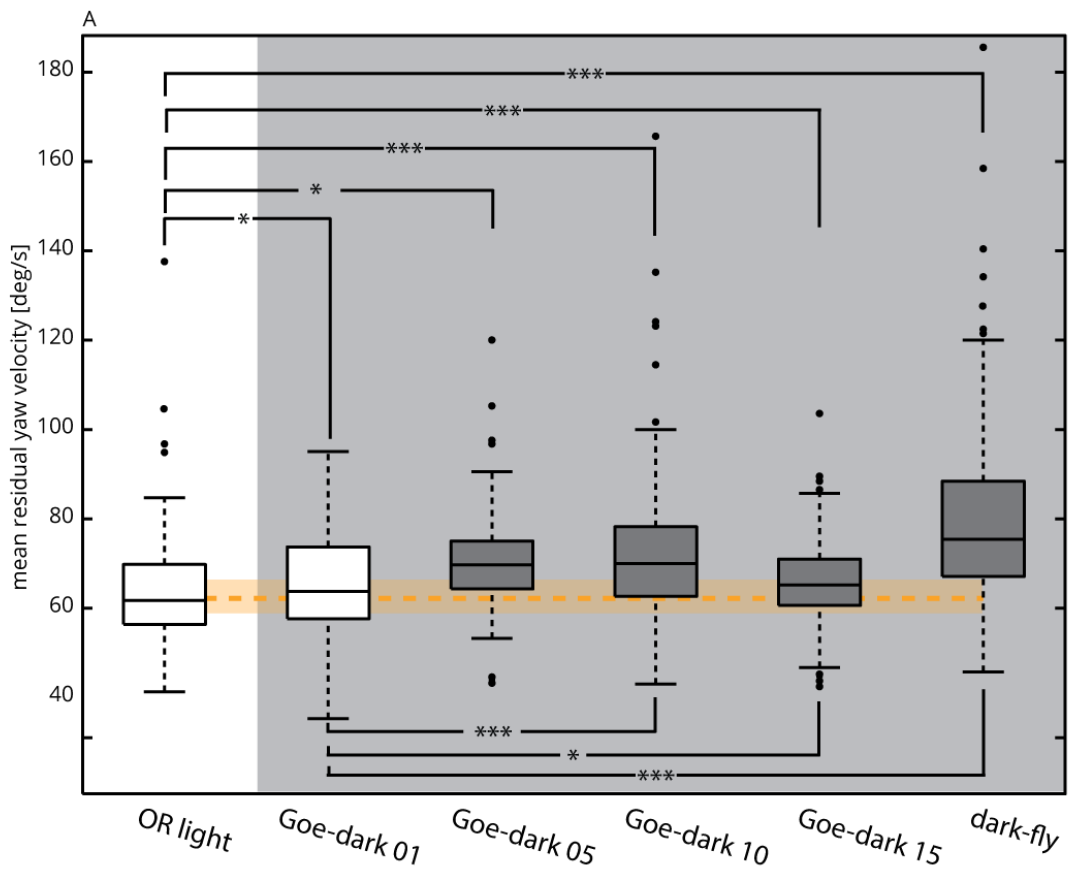 A
mean residual yaw velocity [deg/s]
180
160
140
120
100
80
60
40
***
***
***
*
*
***
*
***
OR light
Goe-dark 01
Goe-dark 05
Goe-dark 10
Goe-dark 15
dark-fly